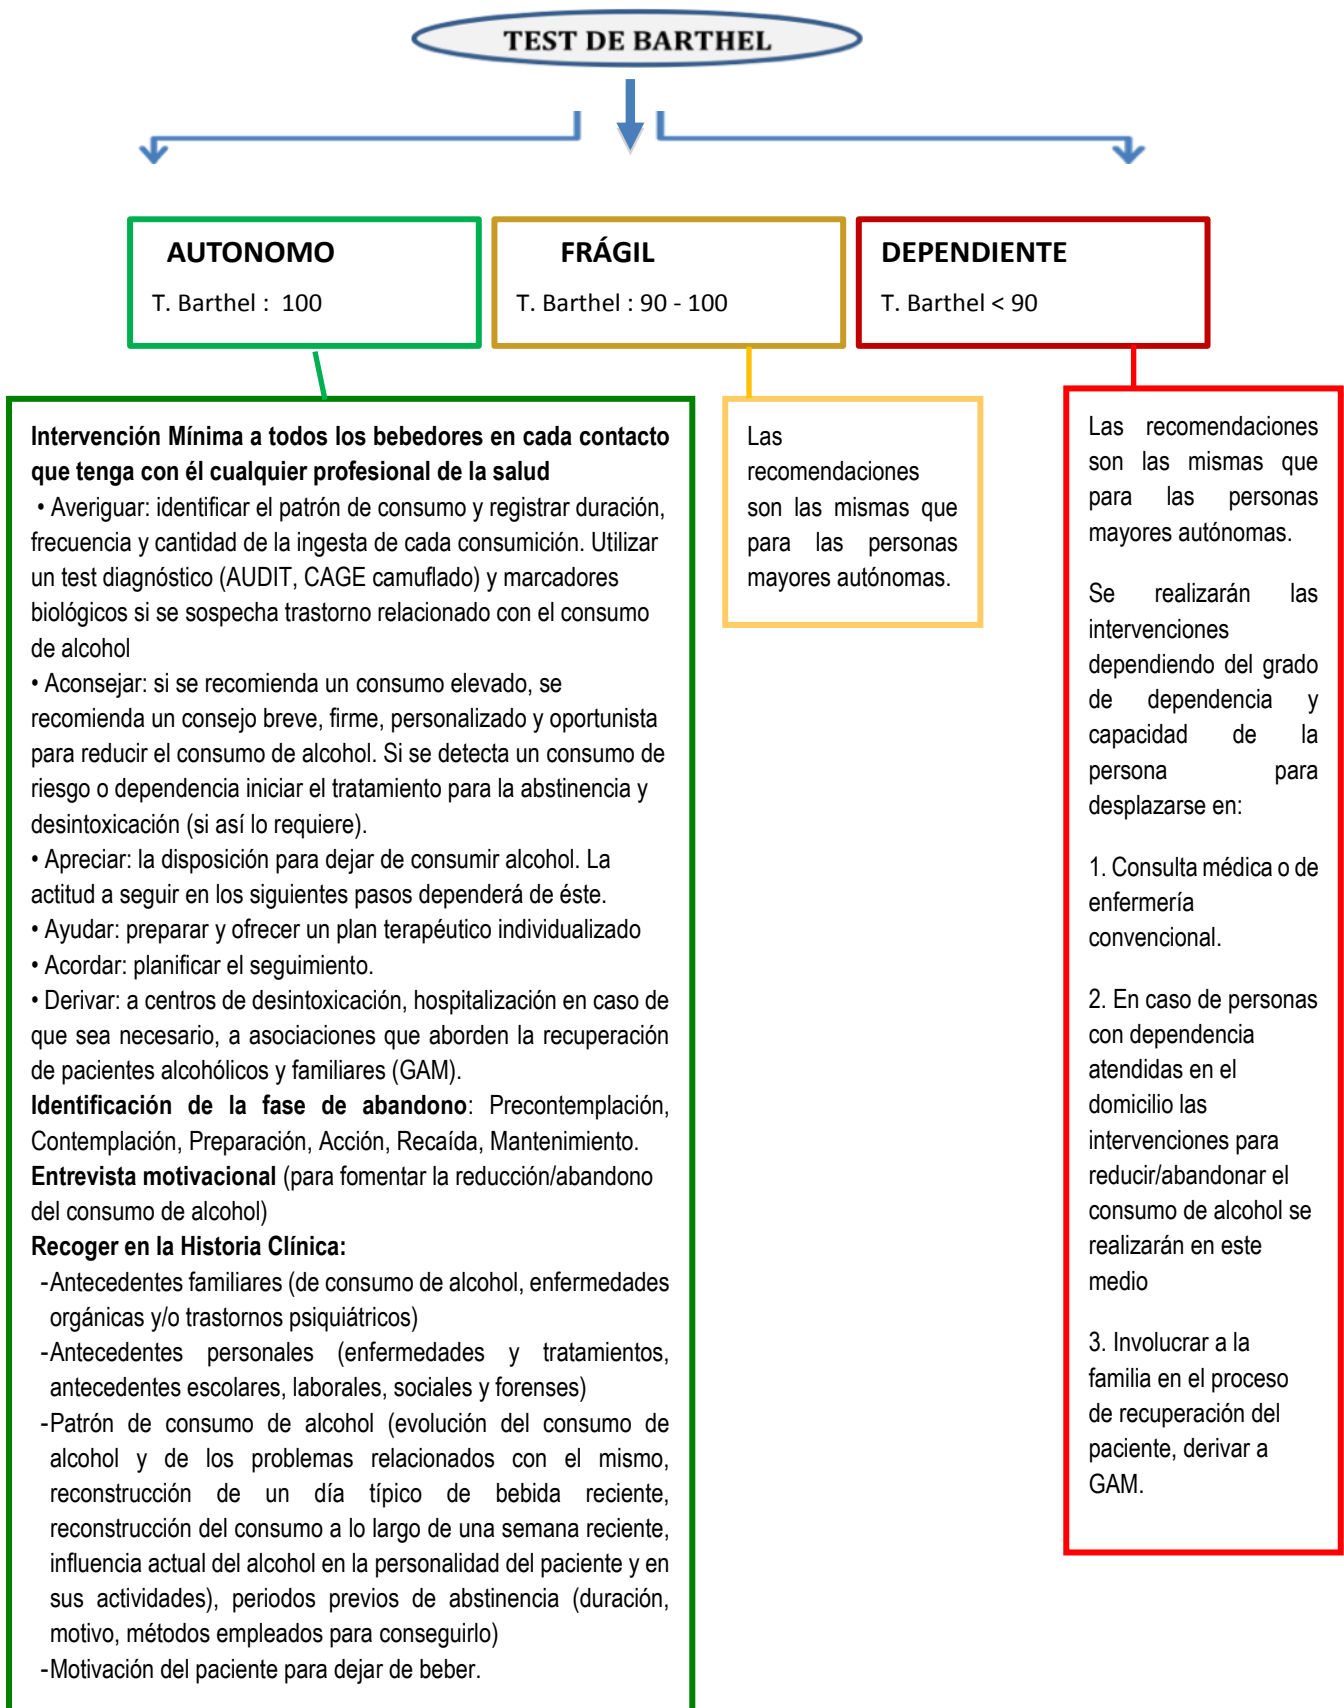 TEST DE BARTHEL
AUTONOMO
T. Barthel : 100
FRÁGIL
T. Barthel : 90 - 100
DEPENDIENTE
T. Barthel < 90
Intervención Mínima a todos los bebedores en cada contacto
que tenga con él cualquier profesional de la salud
• Averiguar: identificar el patrón de consumo y registrar duración,
frecuencia y cantidad de la ingesta de cada consumición. Utilizar
un test diagnóstico (AUDIT, CAGE camuflado) y marcadores
biológicos si se sospecha trastorno relacionado con el consumo
de alcohol
• Aconsejar: si se recomienda un consumo elevado, se
recomienda un consejo breve, firme, personalizado y oportunista
para reducir el consumo de alcohol. Si se detecta un consumo de
riesgo o dependencia iniciar el tratamiento para la abstinencia y
desintoxicación (si así lo requiere).
• Apreciar: la disposición para dejar de consumir alcohol. La
actitud a seguir en los siguientes pasos dependerá de éste.
• Ayudar: preparar y ofrecer un plan terapéutico individualizado
• Acordar: planificar el seguimiento.
• Derivar: a centros de desintoxicación, hospitalización en caso de
que sea necesario, a asociaciones que aborden la recuperación
de pacientes alcohólicos y familiares (GAM).
Identificación de la fase de abandono: Precontemplación,
Contemplación, Preparación, Acción, Recaída, Mantenimiento.
Entrevista motivacional (para fomentar la reducción/abandono
del consumo de alcohol)
Recoger en la Historia Clínica:
-Antecedentes familiares (de consumo de alcohol, enfermedades
orgánicas y/o trastornos psiquiátricos)
-Antecedentes personales (enfermedades y tratamientos,
antecedentes escolares, laborales, sociales y forenses)
-Patrón de consumo de alcohol (evolución del consumo de
alcohol y de los problemas relacionados con el mismo,
reconstrucción de un día típico de bebida reciente,
reconstrucción del consumo a lo largo de una semana reciente,
influencia actual del alcohol en la personalidad del paciente y en
sus actividades), periodos previos de abstinencia (duración,
motivo, métodos empleados para conseguirlo)
-Motivación del paciente para dejar de beber.
Las
recomendaciones
son las mismas que
para las personas
mayores autónomas.
Las recomendaciones
son las mismas que
para las personas
mayores autónomas.
Se realizarán las
intervenciones
dependiendo del grado
de dependencia y
capacidad de la
persona para
desplazarse en:
1. Consulta médica o de
enfermería
convencional.
2. En caso de personas
con dependencia
atendidas en el
domicilio las
intervenciones para
reducir/abandonar el
consumo de alcohol se
realizarán en este
medio
3. Involucrar a la
familia en el proceso
de recuperación del
paciente, derivar a
GAM.